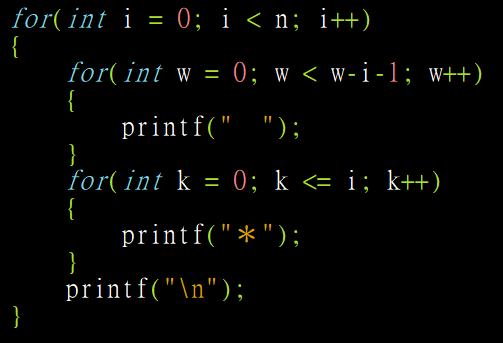 for(int i = 0; i < n; i++)
{
    for(int w = 0; w < w-i-1; w++)
    {
        printf("  ");
    }
    for(int k = 0; k <= i; k++)
    {
        printf("*");
    }
    printf("\n");
}